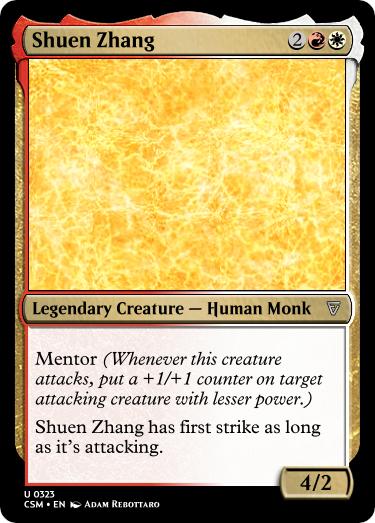 Shuen Zhang 2
Legendary Creature — Human Monk
Mentor (Whenever this creature
attacks, put a +1/+1 counter on target
attacking creature with lesser power.)
Shuen Zhang has first strike as long
as it's attacking.
4/2
U 0323
CSM • EN Adam Rebottaro